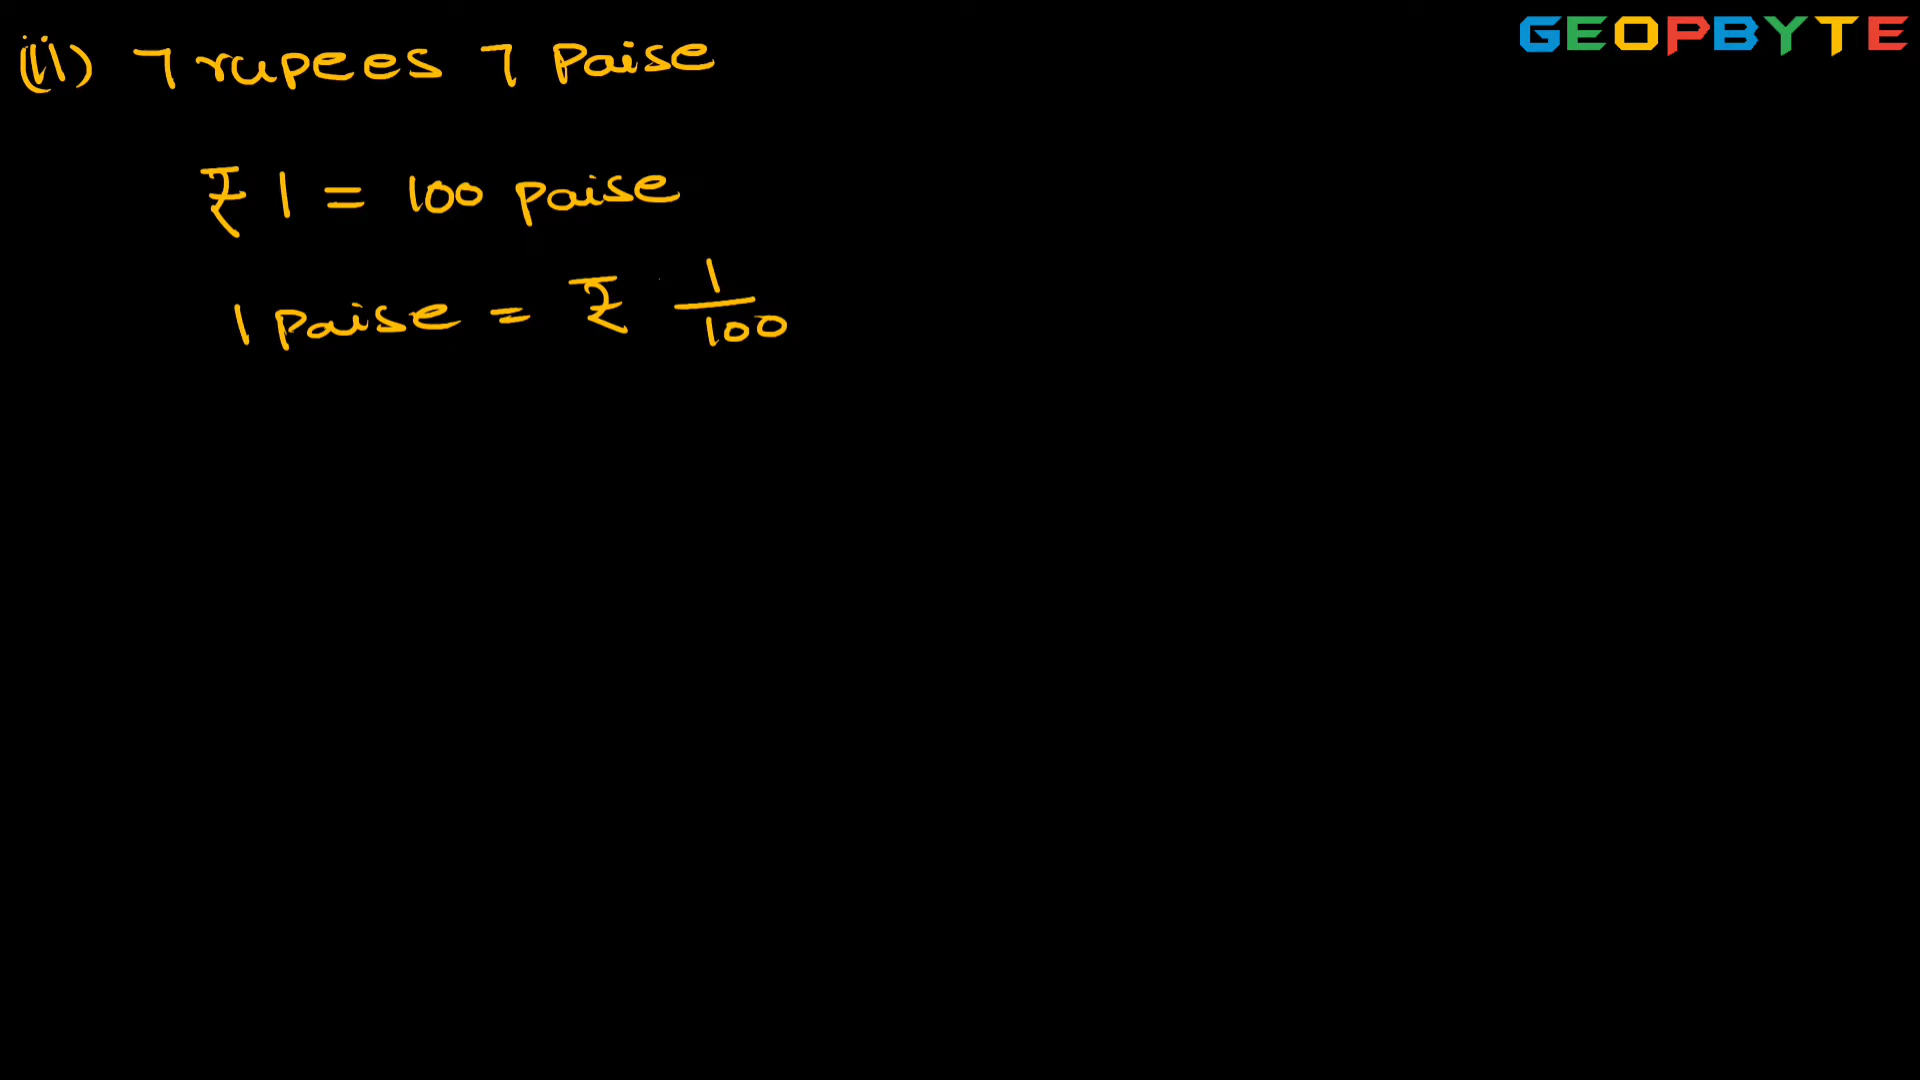 GEOPBYTE
(ii) 7 rupees 7 Paise
₹ 1 = 100 paise
1 paise = ₹ 1/100